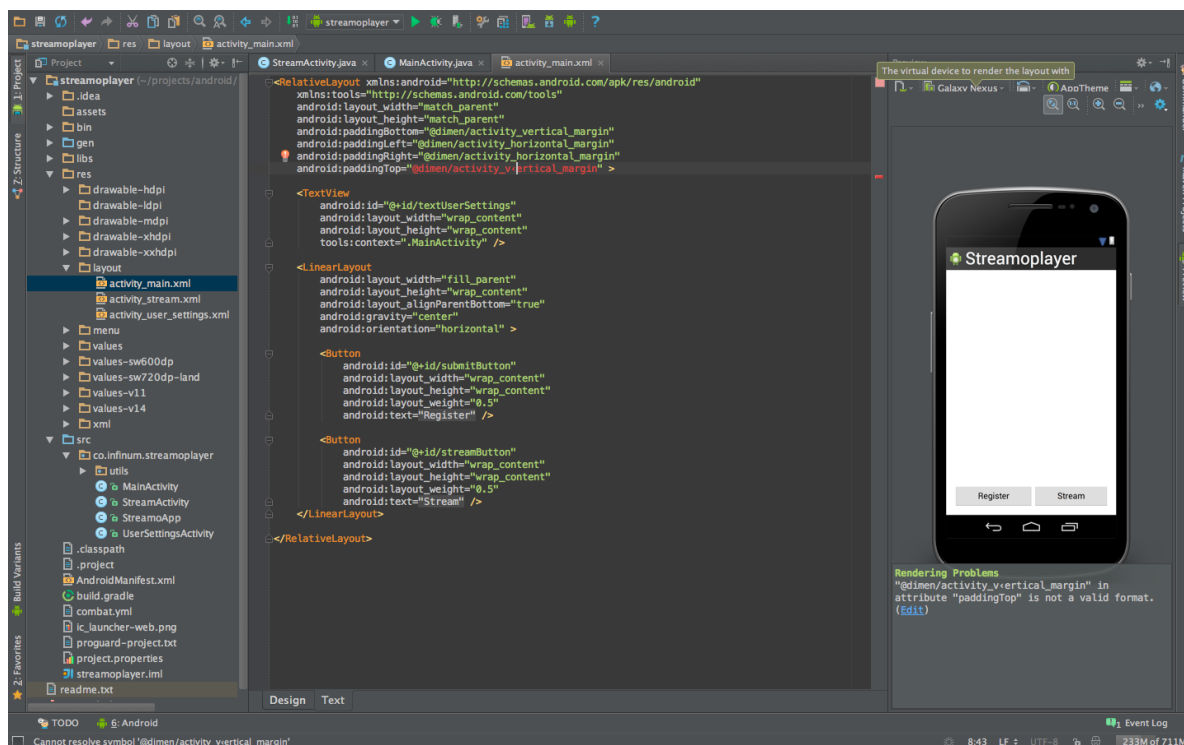 streamoplayer
streamoplayer res layout activity_main.xml
Project
StreamActivity.java MainActivity.java activity_main.xml
The virtual device to render the layout with
1: Project
Z: Structure
Build Variants
2: Favorites
streamoplayer (~/projects/android/
.idea
assets
bin
gen
libs
res
drawable-hdpi
drawable-ldpi
drawable-mdpi
drawable-xhdpi
drawable-xxhdpi
layout
activity_main.xml
activity_stream.xml
activity_user_settings.xml
menu
values
values-sw600dp
values-sw720dp-land
values-v11
values-v14
xml
src
co.infinum.streamoplayer
utils
MainActivity
StreamActivity
StreamoApp
UserSettingsActivity
.classpath
.project
AndroidManifest.xml
build.gradle
combat.yml
ic_launcher-web.png
proguard-project.txt
project.properties
streamoplayer.iml
readme.txt
<RelativeLayout xmlns:android="http://schemas.android.com/apk/res/android"
xmlns:tools="http://schemas.android.com/tools"
android:layout_width="match_parent"
android:layout_height="match_parent"
android:paddingBottom="@dimen/activity_vertical_margin"
android:paddingLeft="@dimen/activity_horizontal_margin"
android:paddingRight="@dimen/activity_horizontal_margin"
android:paddingTop="@dimen/activity_v‹ertical_margin" >
<TextView
android:id="@+id/textUserSettings"
android:layout_width="wrap_content"
android:layout_height="wrap_content"
tools:context=".MainActivity" />
<LinearLayout
android:layout_width="fill_parent"
android:layout_height="wrap_content"
android:layout_alignParentBottom="true"
android:gravity="center"
android:orientation="horizontal" >
<Button
android:id="@+id/submitButton"
android:layout_width="wrap_content"
android:layout_height="wrap_content"
android:layout_weight="0.5"
android:text="Register" />
<Button
android:id="@+id/streamButton"
android:layout_width="wrap_content"
android:layout_height="wrap_content"
android:layout_weight="0.5"
android:text="Stream" />
</LinearLayout>
</RelativeLayout>
Design Text
Galaxy Nexus AppTheme
Streamoplayer
Register Stream
Rendering Problems
"@dimen/activity_v‹ertical_margin" in
attribute "paddingTop" is not a valid format.
(Edit)
TODO 6: Android
1 Event Log
Cannot resolve symbol '@dimen/activity_v‹ertical_margin'
8:43 LF UTF-8 233M of 711M